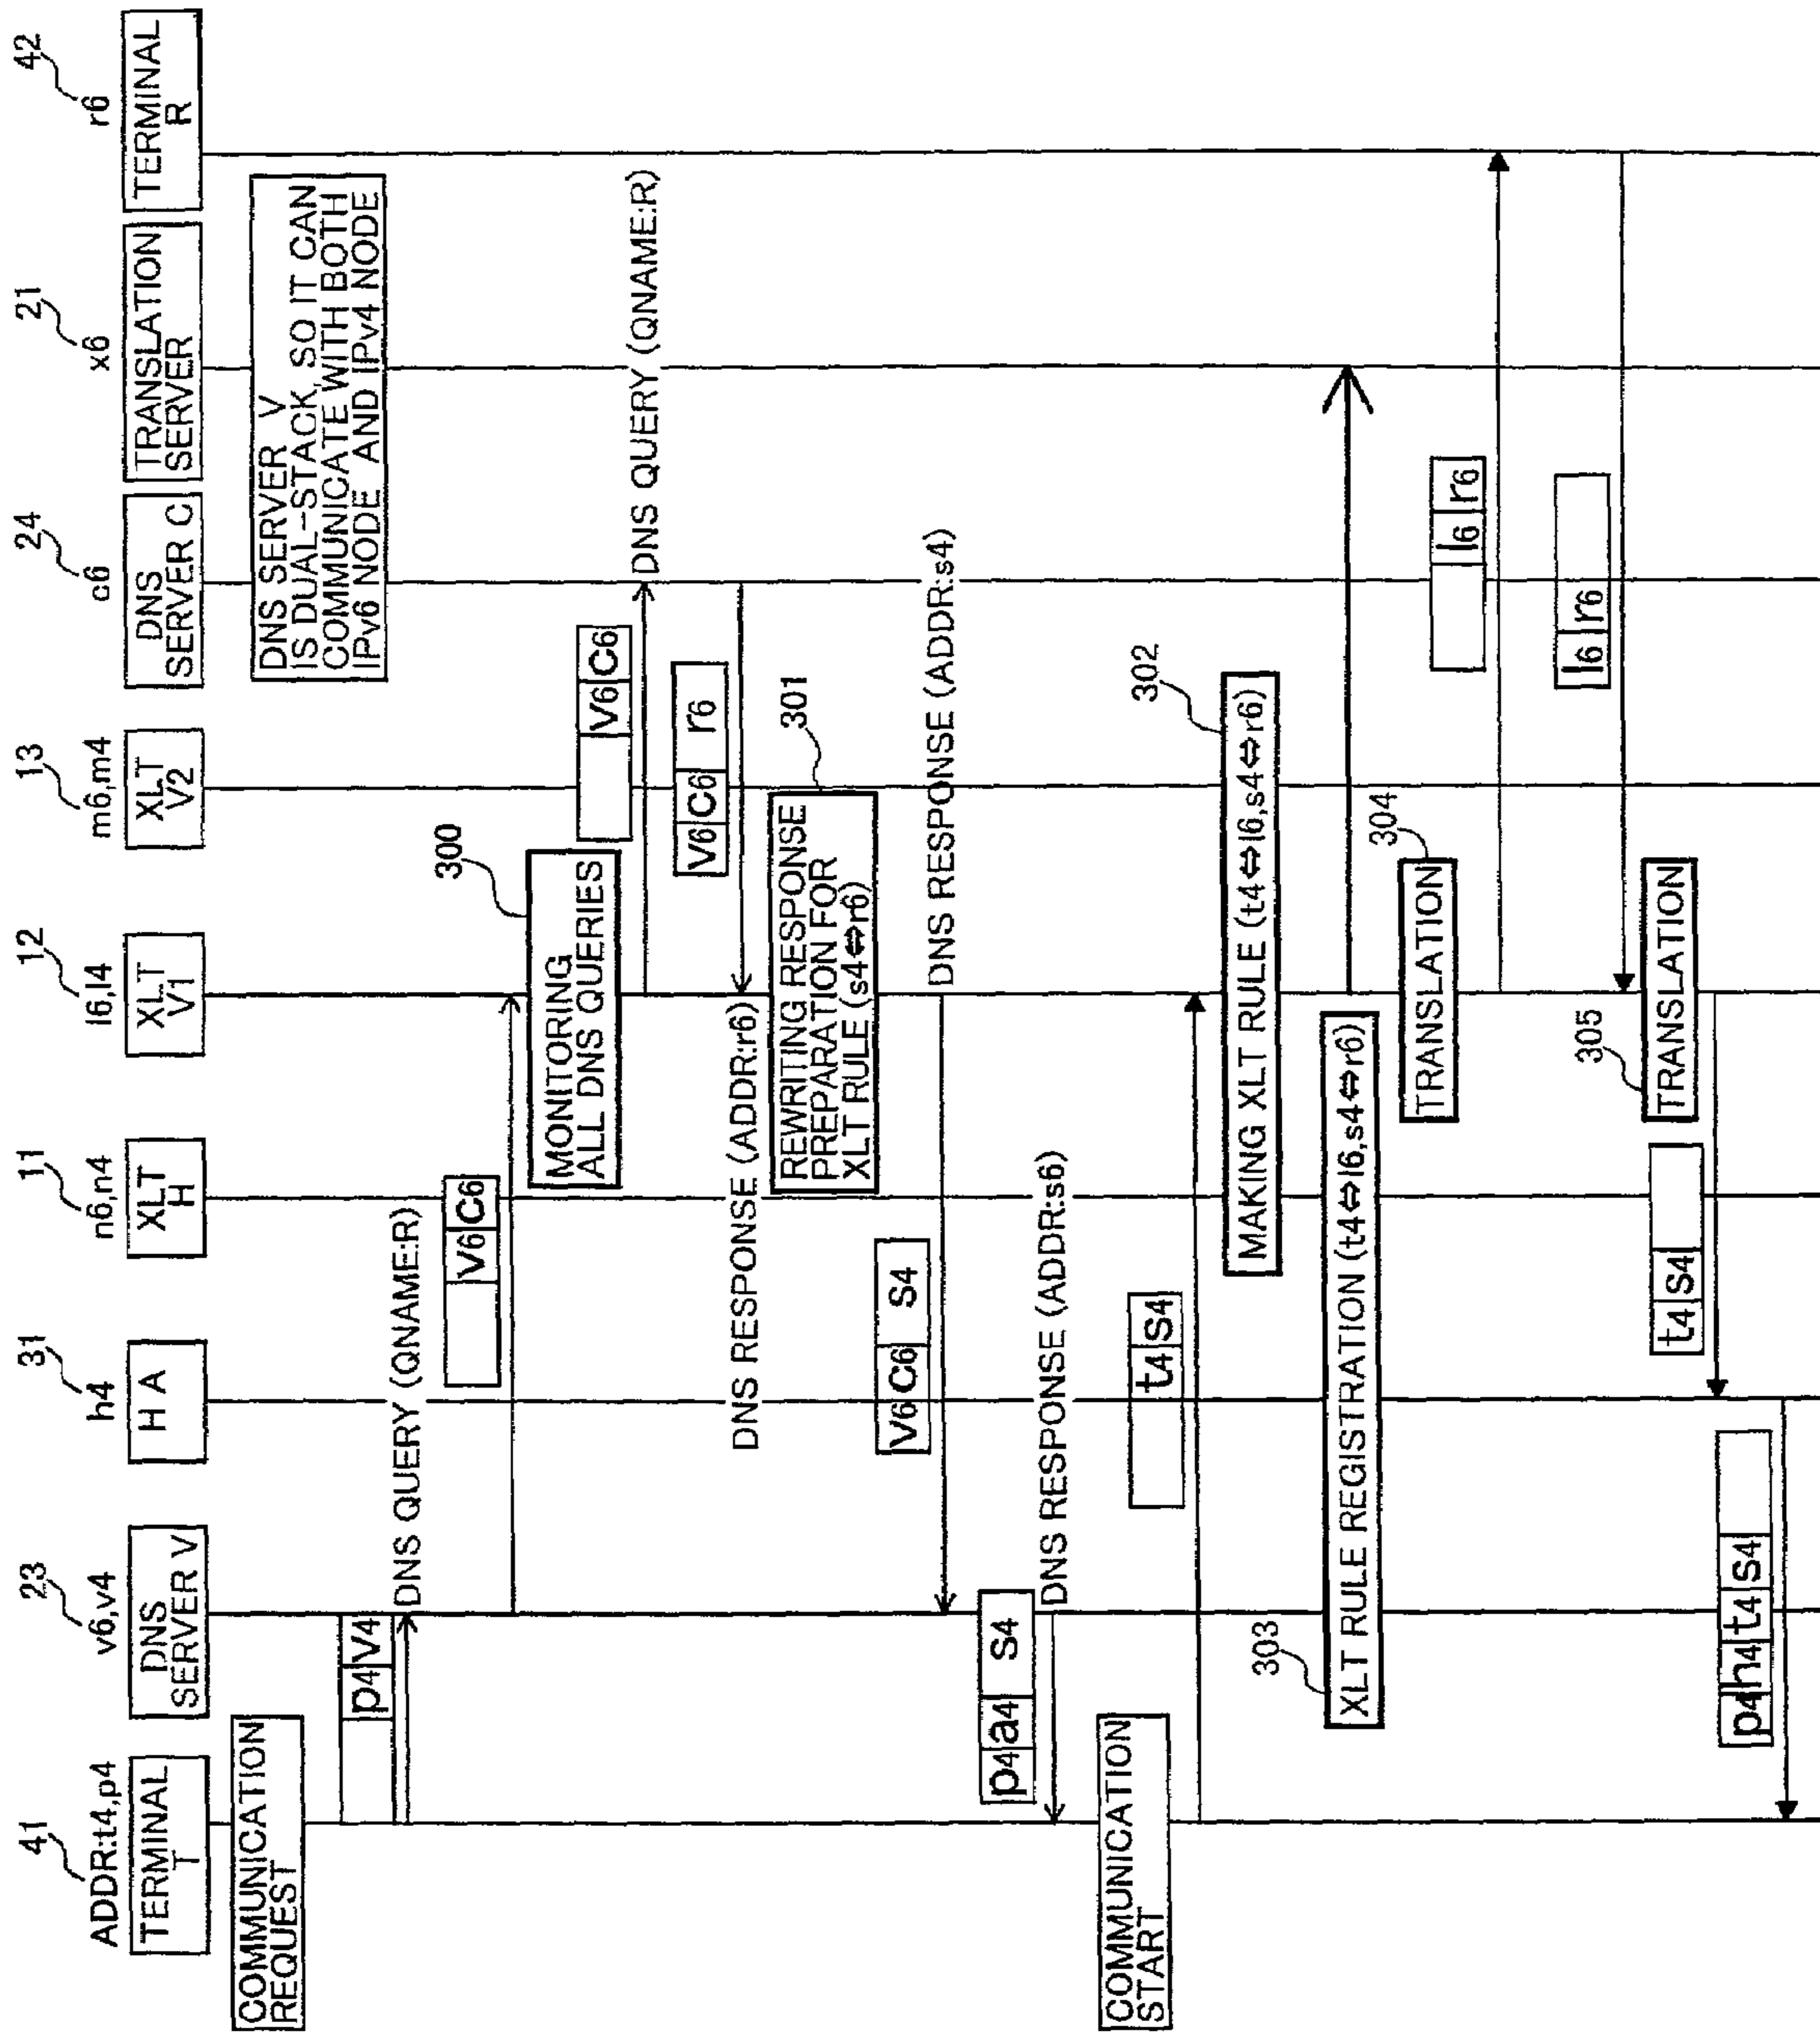 41 23 31 11 12 13 24 21 42
ADDR:t4,p4 v6,v4 h4 n6,n4 l6,l4 m6,m4 c6 x6 r6
TERMINAL
T
DNS
SERVER V
H A
XLT
H
XLT
V1
XLT
V2
DNS
SERVER C
TRANSLATION
SERVER
TERMINAL
R
COMMUNICATION
REQUEST
DNS SERVER V
IS DUAL-STACK, SO IT CAN
COMMUNICATE WITH BOTH
IPv6 NODE AND IPv4 NODE
p4 v4
DNS QUERY (QNAME:R)
v6 c6
300
MONITORING
ALL DNS QUERIES
v6 c6
DNS QUERY (QNAME:R)
v6 c6 r6
DNS RESPONSE (ADDR:r6)
301
REWRITING RESPONSE
PREPARATION FOR
XLT RULE (s4⇔r6)
v6 c6 s4
DNS RESPONSE (ADDR:s4)
p4 a4 s4
DNS RESPONSE (ADDR:s6)
COMMUNICATION
START
t4 s4
302
MAKING XLT RULE (t4⇔l6,s4⇔r6)
303
XLT RULE REGISTRATION (t4⇔l6,s4⇔r6)
304
TRANSLATION
l6 r6
l6 r6
305
TRANSLATION
t4 s4
p4 h4 t4 s4